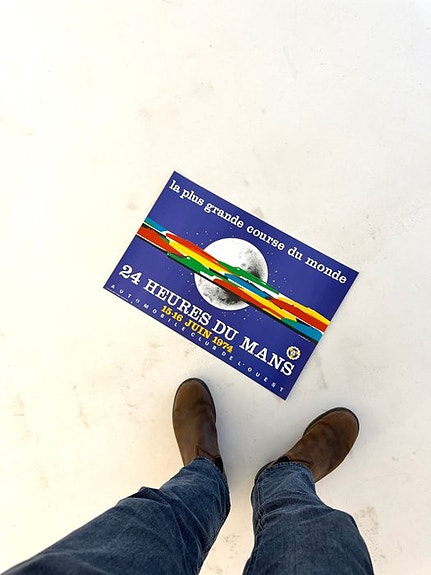 la plus grande course du monde
24 HEURES DU MANS
15-16 JUIN 1974
AUTOMOBILE CLUB DE L'OUEST